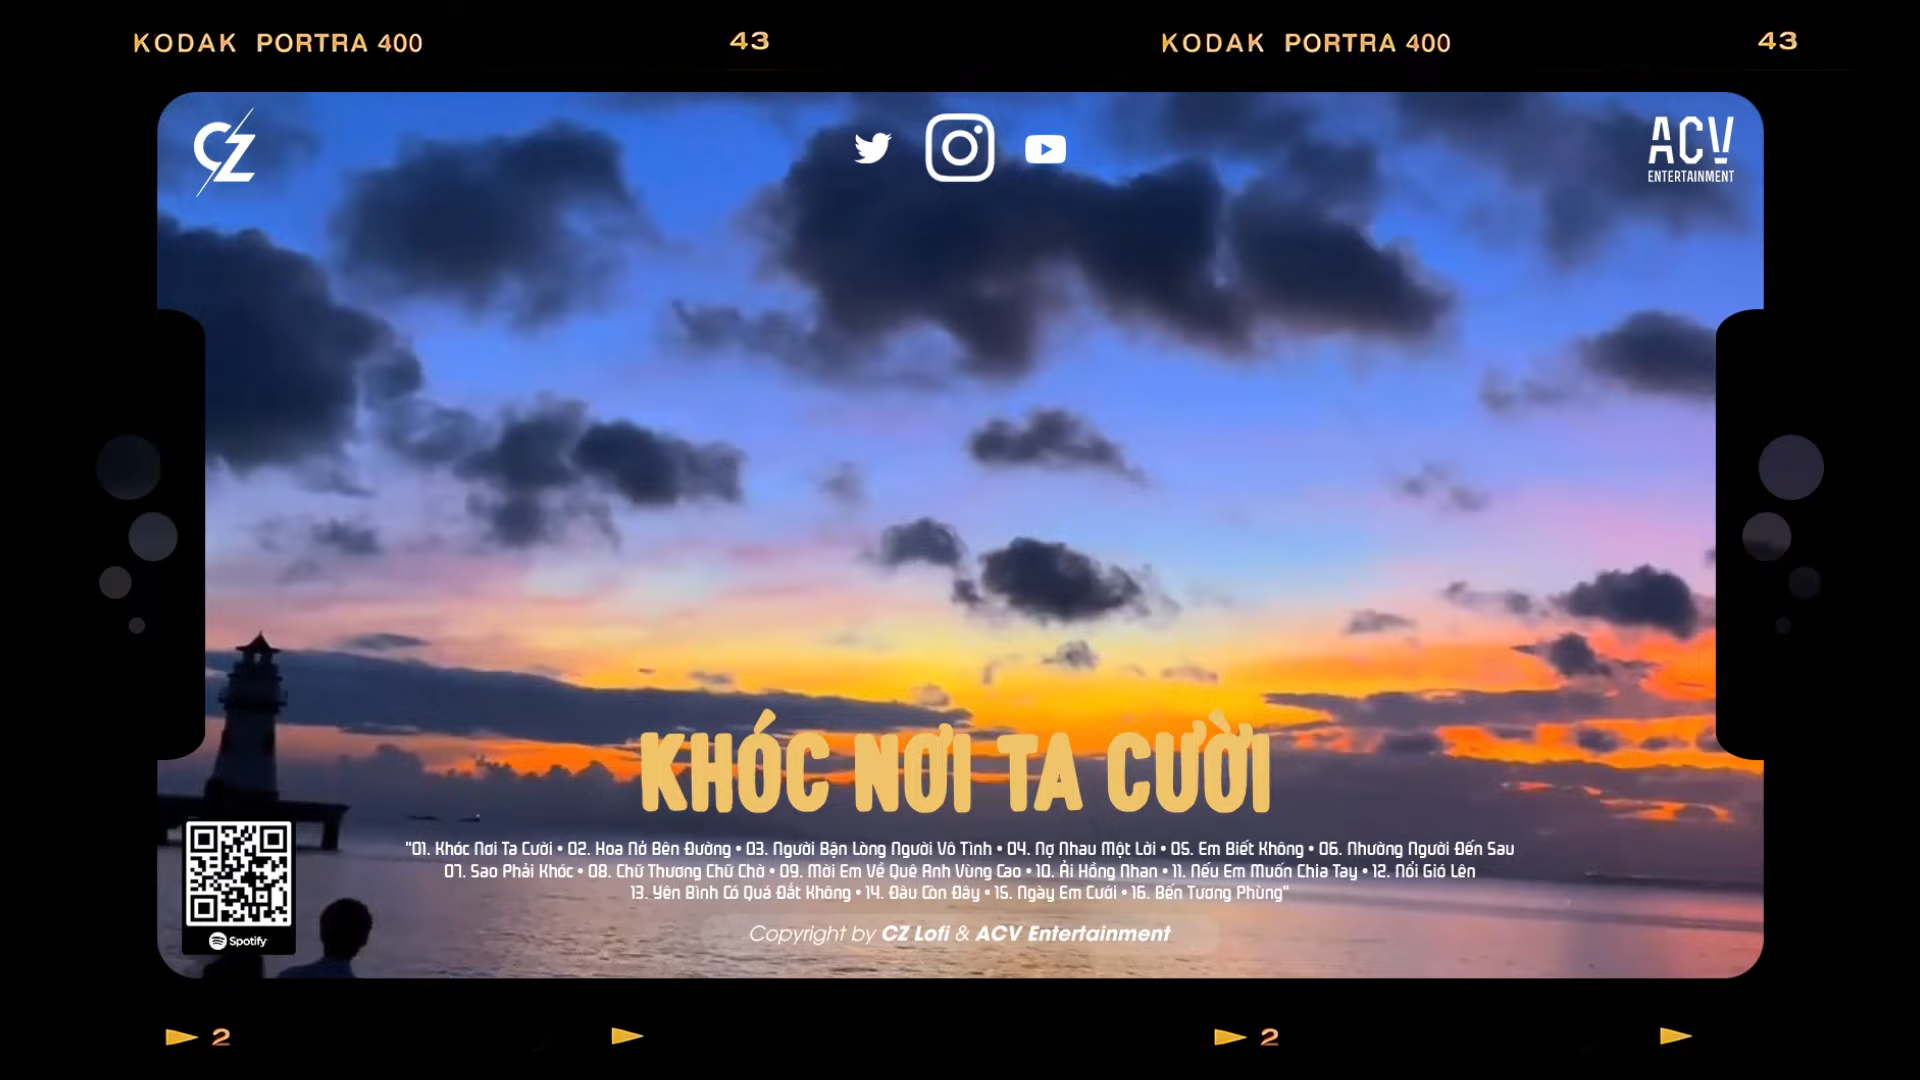 KODAK PORTRA 400 43 KODAK PORTRA 400 43
CZ
ACV
ENTERTAINMENT
KHÓC NƠI TA CƯỜI
"01. Khóc Nơi Ta Cười • 02. Hoa Nở Bên Đường • 03. Người Bận Lòng Người Vô Tình • 04. Nợ Nhau Một Lời • 05. Em Biết Không • 06. Nhường Người Đến Sau
07. Sao Phải Khóc • 08. Chữ Thương Chữ Chờ • 09. Mời Em Về Quê Anh Vùng Cao • 10. Ải Hồng Nhan • 11. Nếu Em Muốn Chia Tay • 12. Nổi Gió Lên
13. Yên Bình Có Quá Đắt Không • 14. Đâu Còn Đây • 15. Ngày Em Cưới • 16. Bến Tương Phùng"
Spotify
Copyright by CZ Lofi & ACV Entertainment
2 2